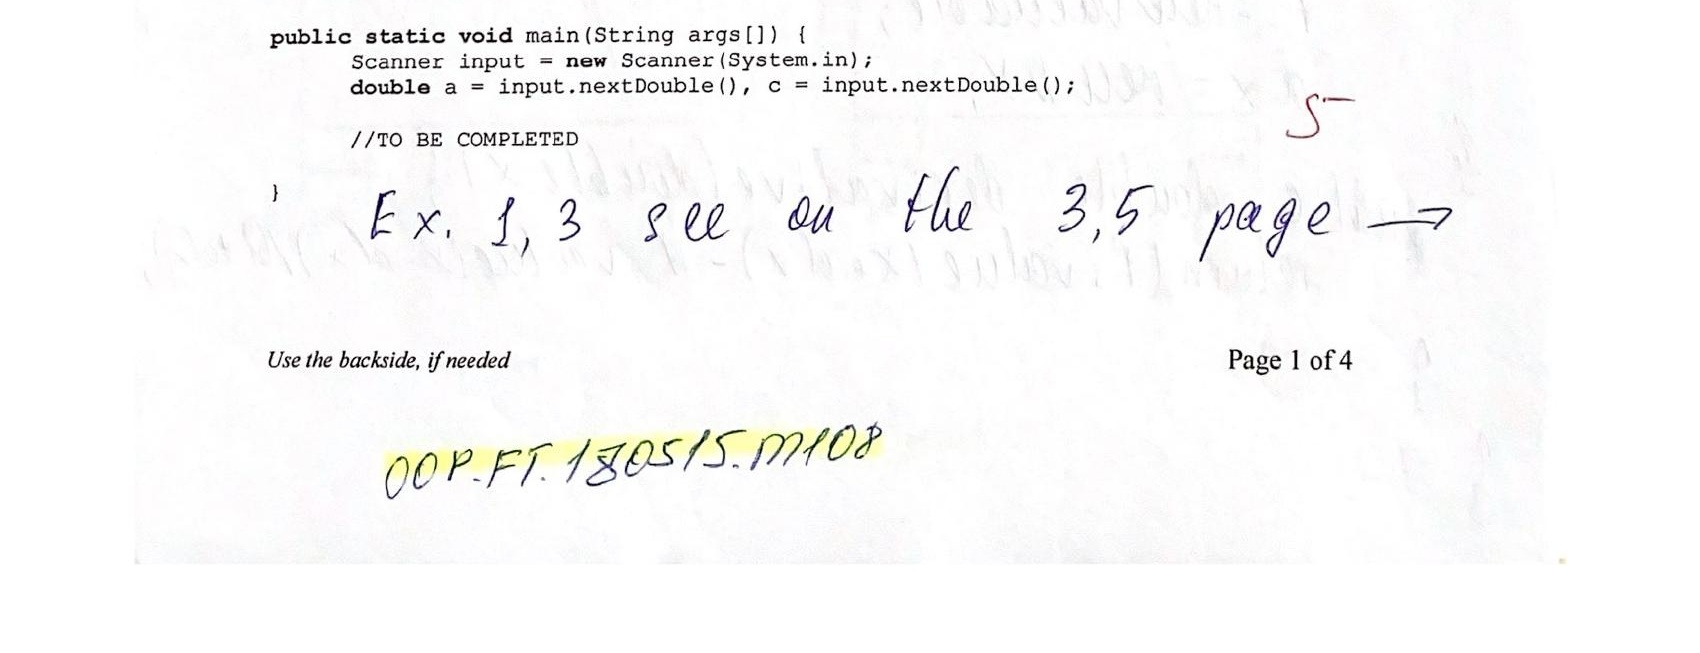 public static void main(String args[]) {
Scanner input = new Scanner(System.in);
double a = input.nextDouble(), c = input.nextDouble();
5
//TO BE COMPLETED
}
Ex. 1, 3 see on the 3,5 page →
Use the backside, if needed Page 1 of 4
OOP.FT.180515.M108